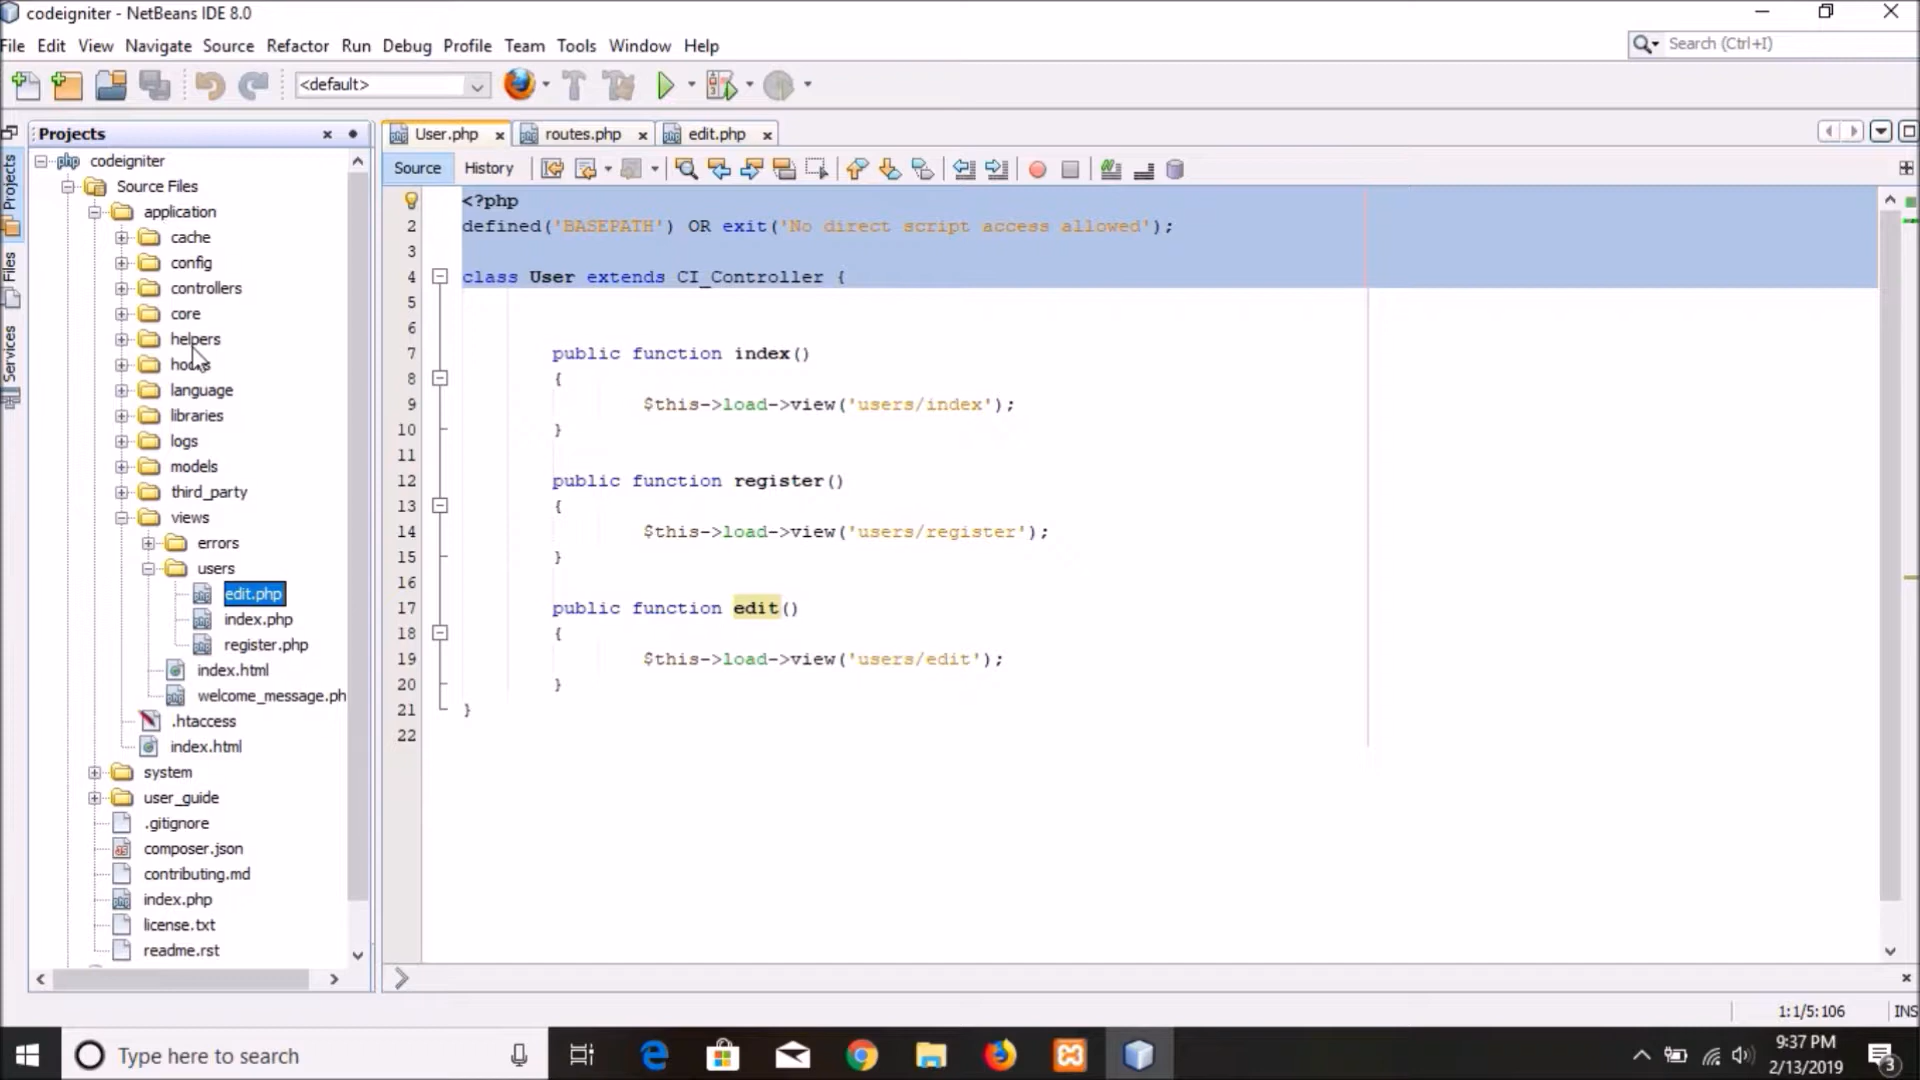 codeigniter - NetBeans IDE 8.0
File Edit View Navigate Source Refactor Run Debug Profile Team Tools Window Help
Search (Ctrl+I)
<default>
Projects
User.php
routes.php
edit.php
Source
History
Projects
Files
Services
codeigniter
Source Files
application
cache
config
controllers
core
helpers
hooks
language
libraries
logs
models
third_party
views
errors
users
edit.php
index.php
register.php
index.html
welcome_message.ph
.htaccess
index.html
system
user_guide
.gitignore
composer.json
contributing.md
index.php
license.txt
readme.rst
<?php
2 defined('BASEPATH') OR exit('No direct script access allowed');
3
4 class User extends CI_Controller {
5
6
7 public function index()
8 {
9 $this->load->view('users/index');
10 }
11
12 public function register()
13 {
14 $this->load->view('users/register');
15 }
16
17 public function edit()
18 {
19 $this->load->view('users/edit');
20 }
21 }
22
1:1/5:106
INS
Type here to search
9:37 PM
2/13/2019
3